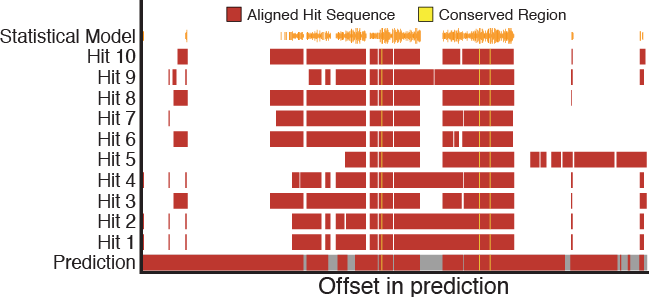 Aligned Hit Sequence Conserved Region
Statistical Model
Hit 10
Hit 9
Hit 8
Hit 7
Hit 6
Hit 5
Hit 4
Hit 3
Hit 2
Hit 1
Prediction
Offset in prediction